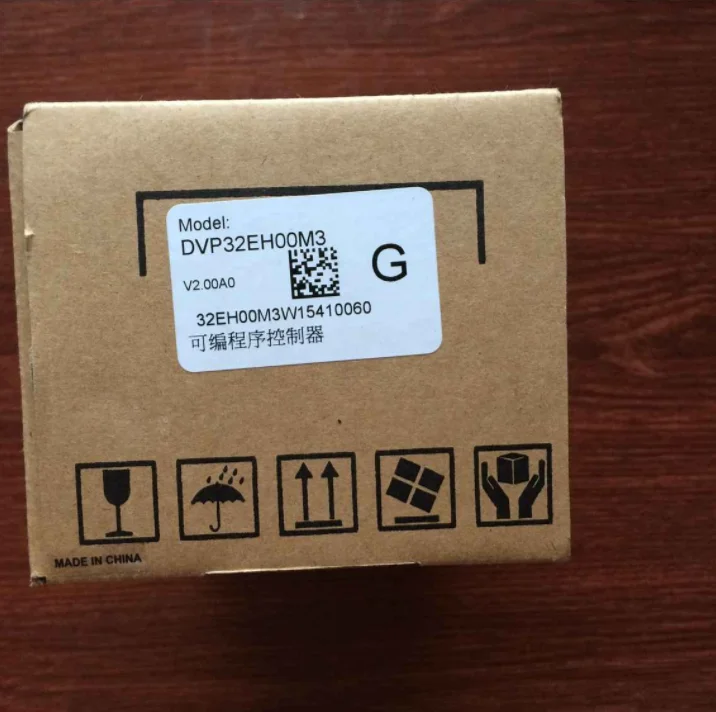 Model:
DVP32EH00M3
V2.00A0
G
32EH00M3W15410060
可编程序控制器
MADE IN CHINA